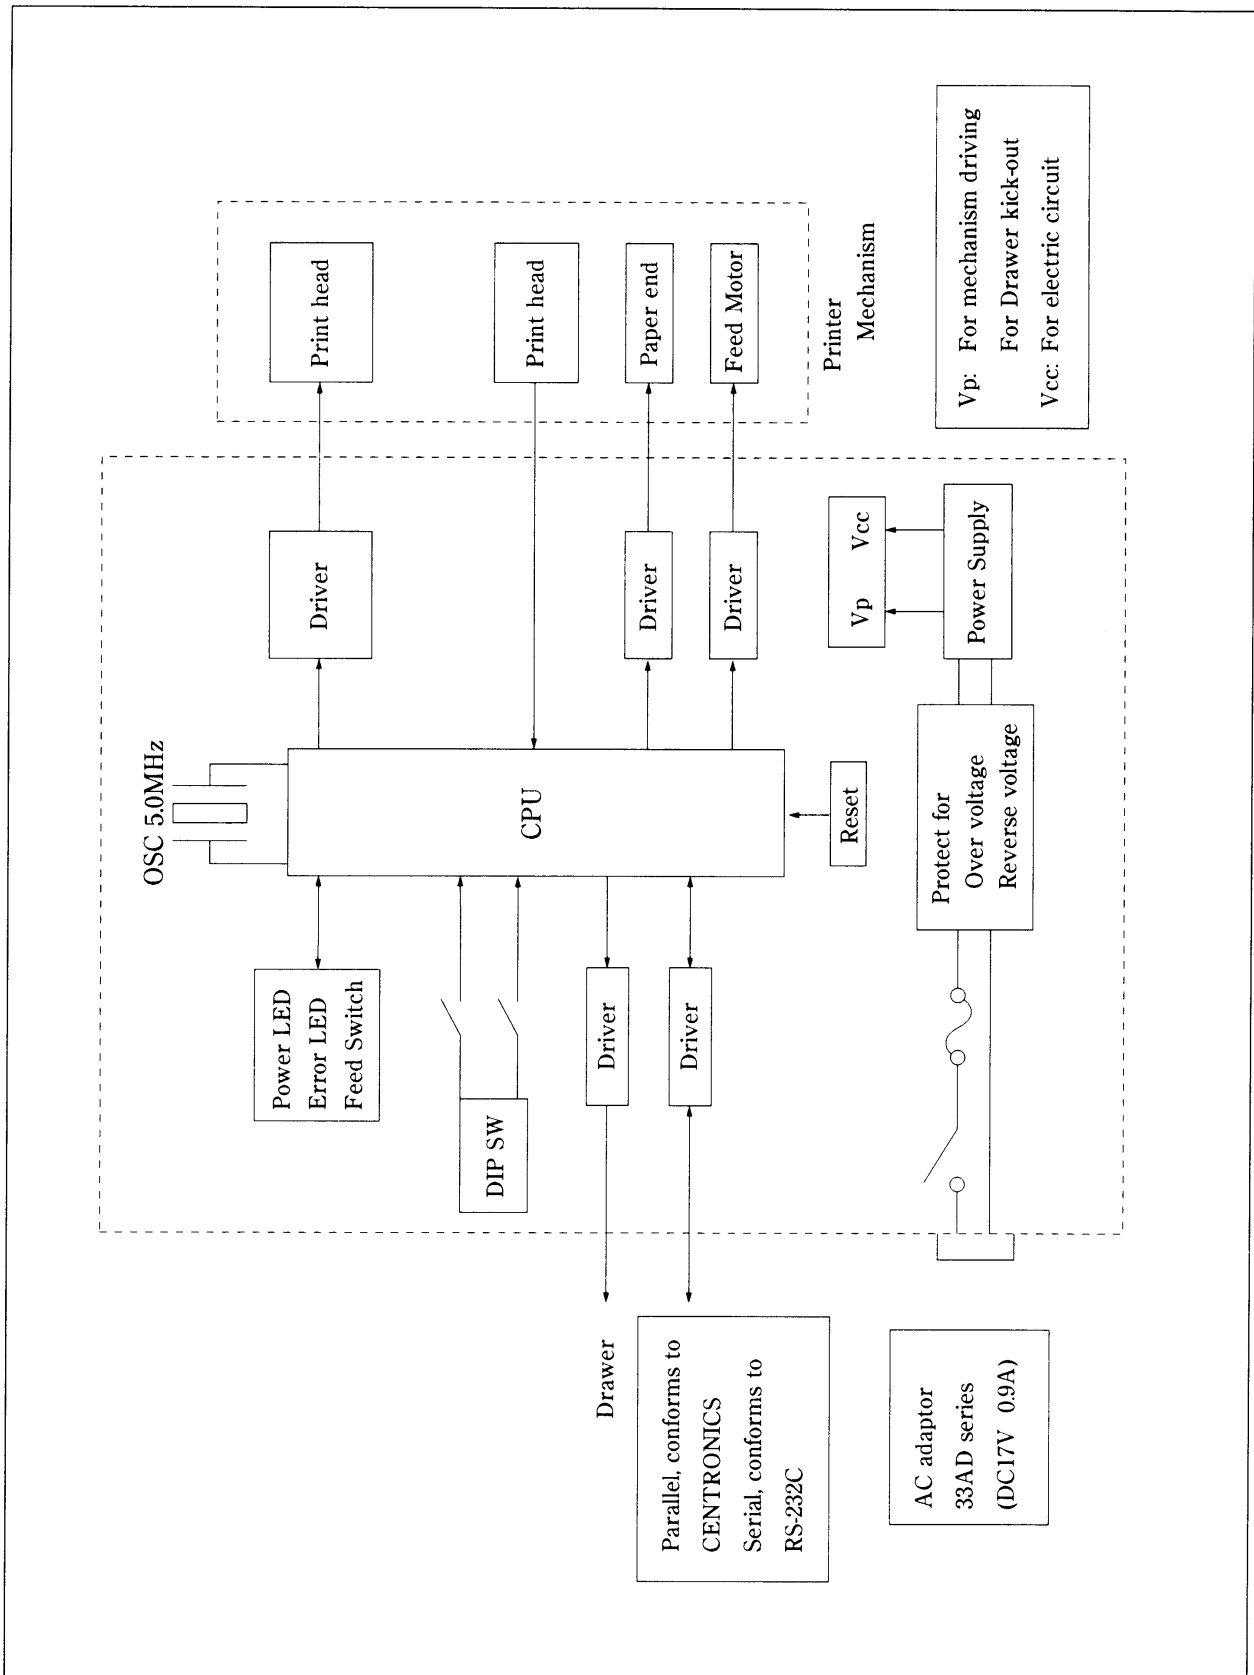 OSC 5.0MHz
Power LED
Error LED
Feed Switch
Driver
Print head
DIP SW
CPU
Print head
Drawer
Driver
Driver
Paper end
Parallel, conforms to
CENTRONICS
Serial, conforms to
RS-232C
Driver
Driver
Feed Motor
Printer
Mechanism
Reset
Vp
Vcc
AC adaptor
33AD series
(DC17V 0.9A)
Protect for
Over voltage
Reverse voltage
Power Supply
Vp: For mechanism driving
For Drawer kick-out
Vcc: For electric circuit